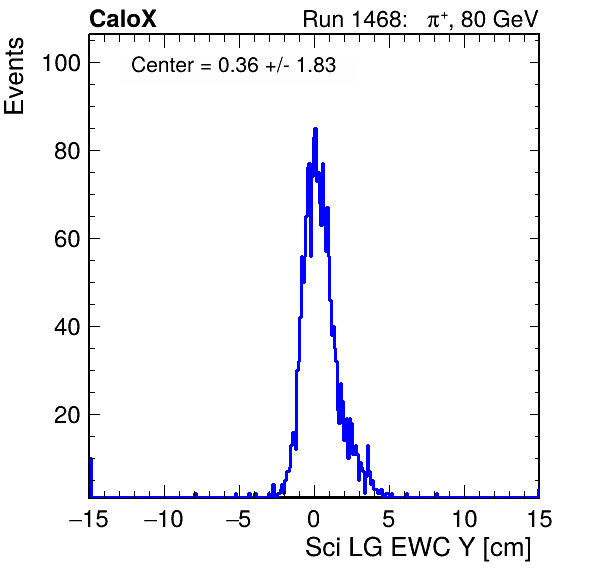 CaloX Run 1468: π⁺, 80 GeV
Events
Center = 0.36 +/- 1.83
100
80
60
40
20
−15 −10 −5 0 5 10 15
Sci LG EWC Y [cm]